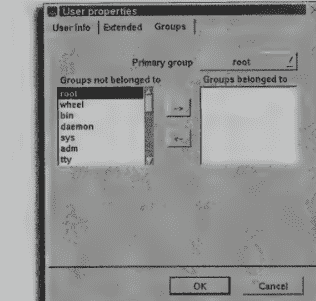 User properties
User info Extended Groups
Primary group root
Groups not belonged to Groups belonged to
root
wheel
bin
daemon
sys
adm
tty
-> 
<-
OK Cancel